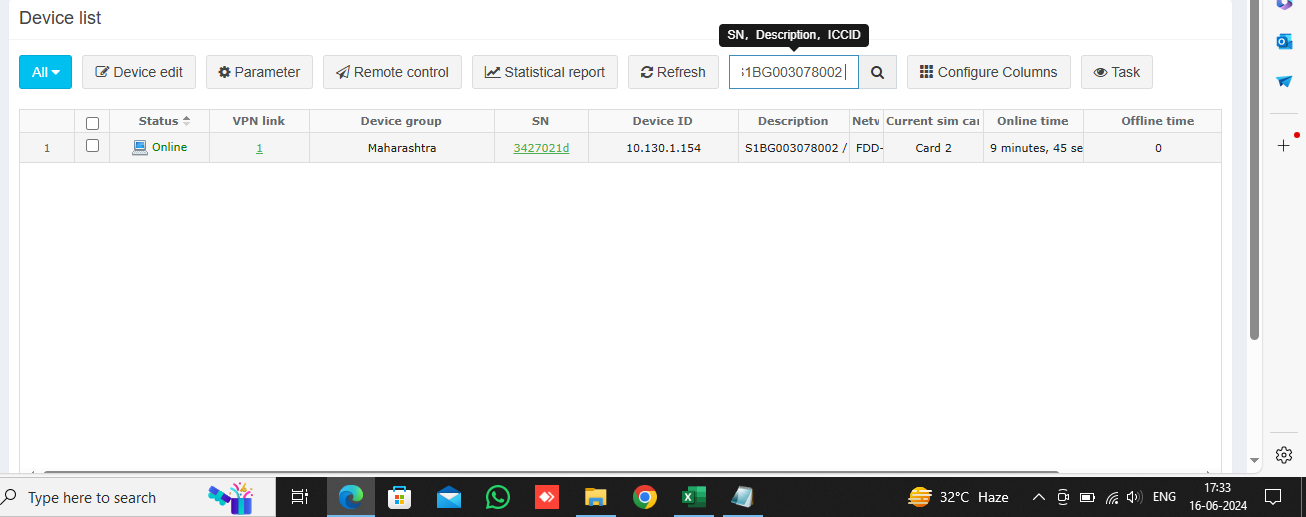 Device list
SN, Description, ICCID
All
Device edit
Parameter
Remote control
Statistical report
Refresh
S1BG003078002
Configure Columns
Task
Status VPN link Device group SN Device ID Description Netv Current sim car Online time Offline time
1 Online 1 Maharashtra 3427021d 10.130.1.154 S1BG003078002 / FDD- Card 2 9 minutes, 45 se 0
Type here to search
32°C Haze
ENG
17:33
16-06-2024